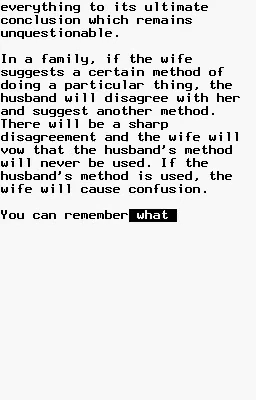 everything to its ultimate
conclusion which remains
unquestionable.
In a family, if the wife
suggests a certain method of
doing a particular thing, the
husband will disagree with her
and suggest another method.
There will be a sharp
disagreement and the wife will
vow that the husband's method
will never be used. If the
husband's method is used, the
wife will cause confusion.
You can remember what